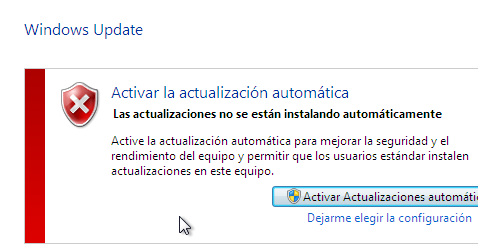 Windows Update
Activar la actualización automática
Las actualizaciones no se están instalando automáticamente
Active la actualización automática para mejorar la seguridad y el
rendimiento del equipo y permitir que los usuarios estándar instalen
actualizaciones en este equipo.
Activar Actualizaciones automátic
Dejarme elegir la configuración